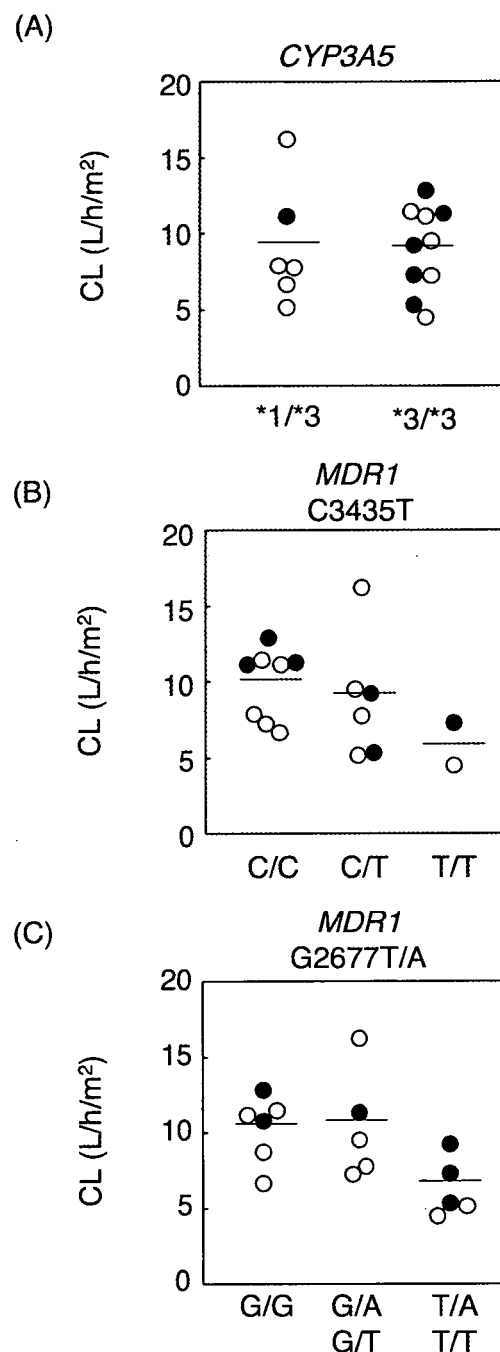 (A)
CYP3A5
20
15
10
5
0
CL (L/h/m²)
*1/*3 *3/*3
(B)
MDR1
C3435T
20
15
10
5
0
CL (L/h/m²)
C/C C/T T/T
(C)
MDR1
G2677T/A
20
15
10
5
0
CL (L/h/m²)
G/G G/A T/A
G/T T/T